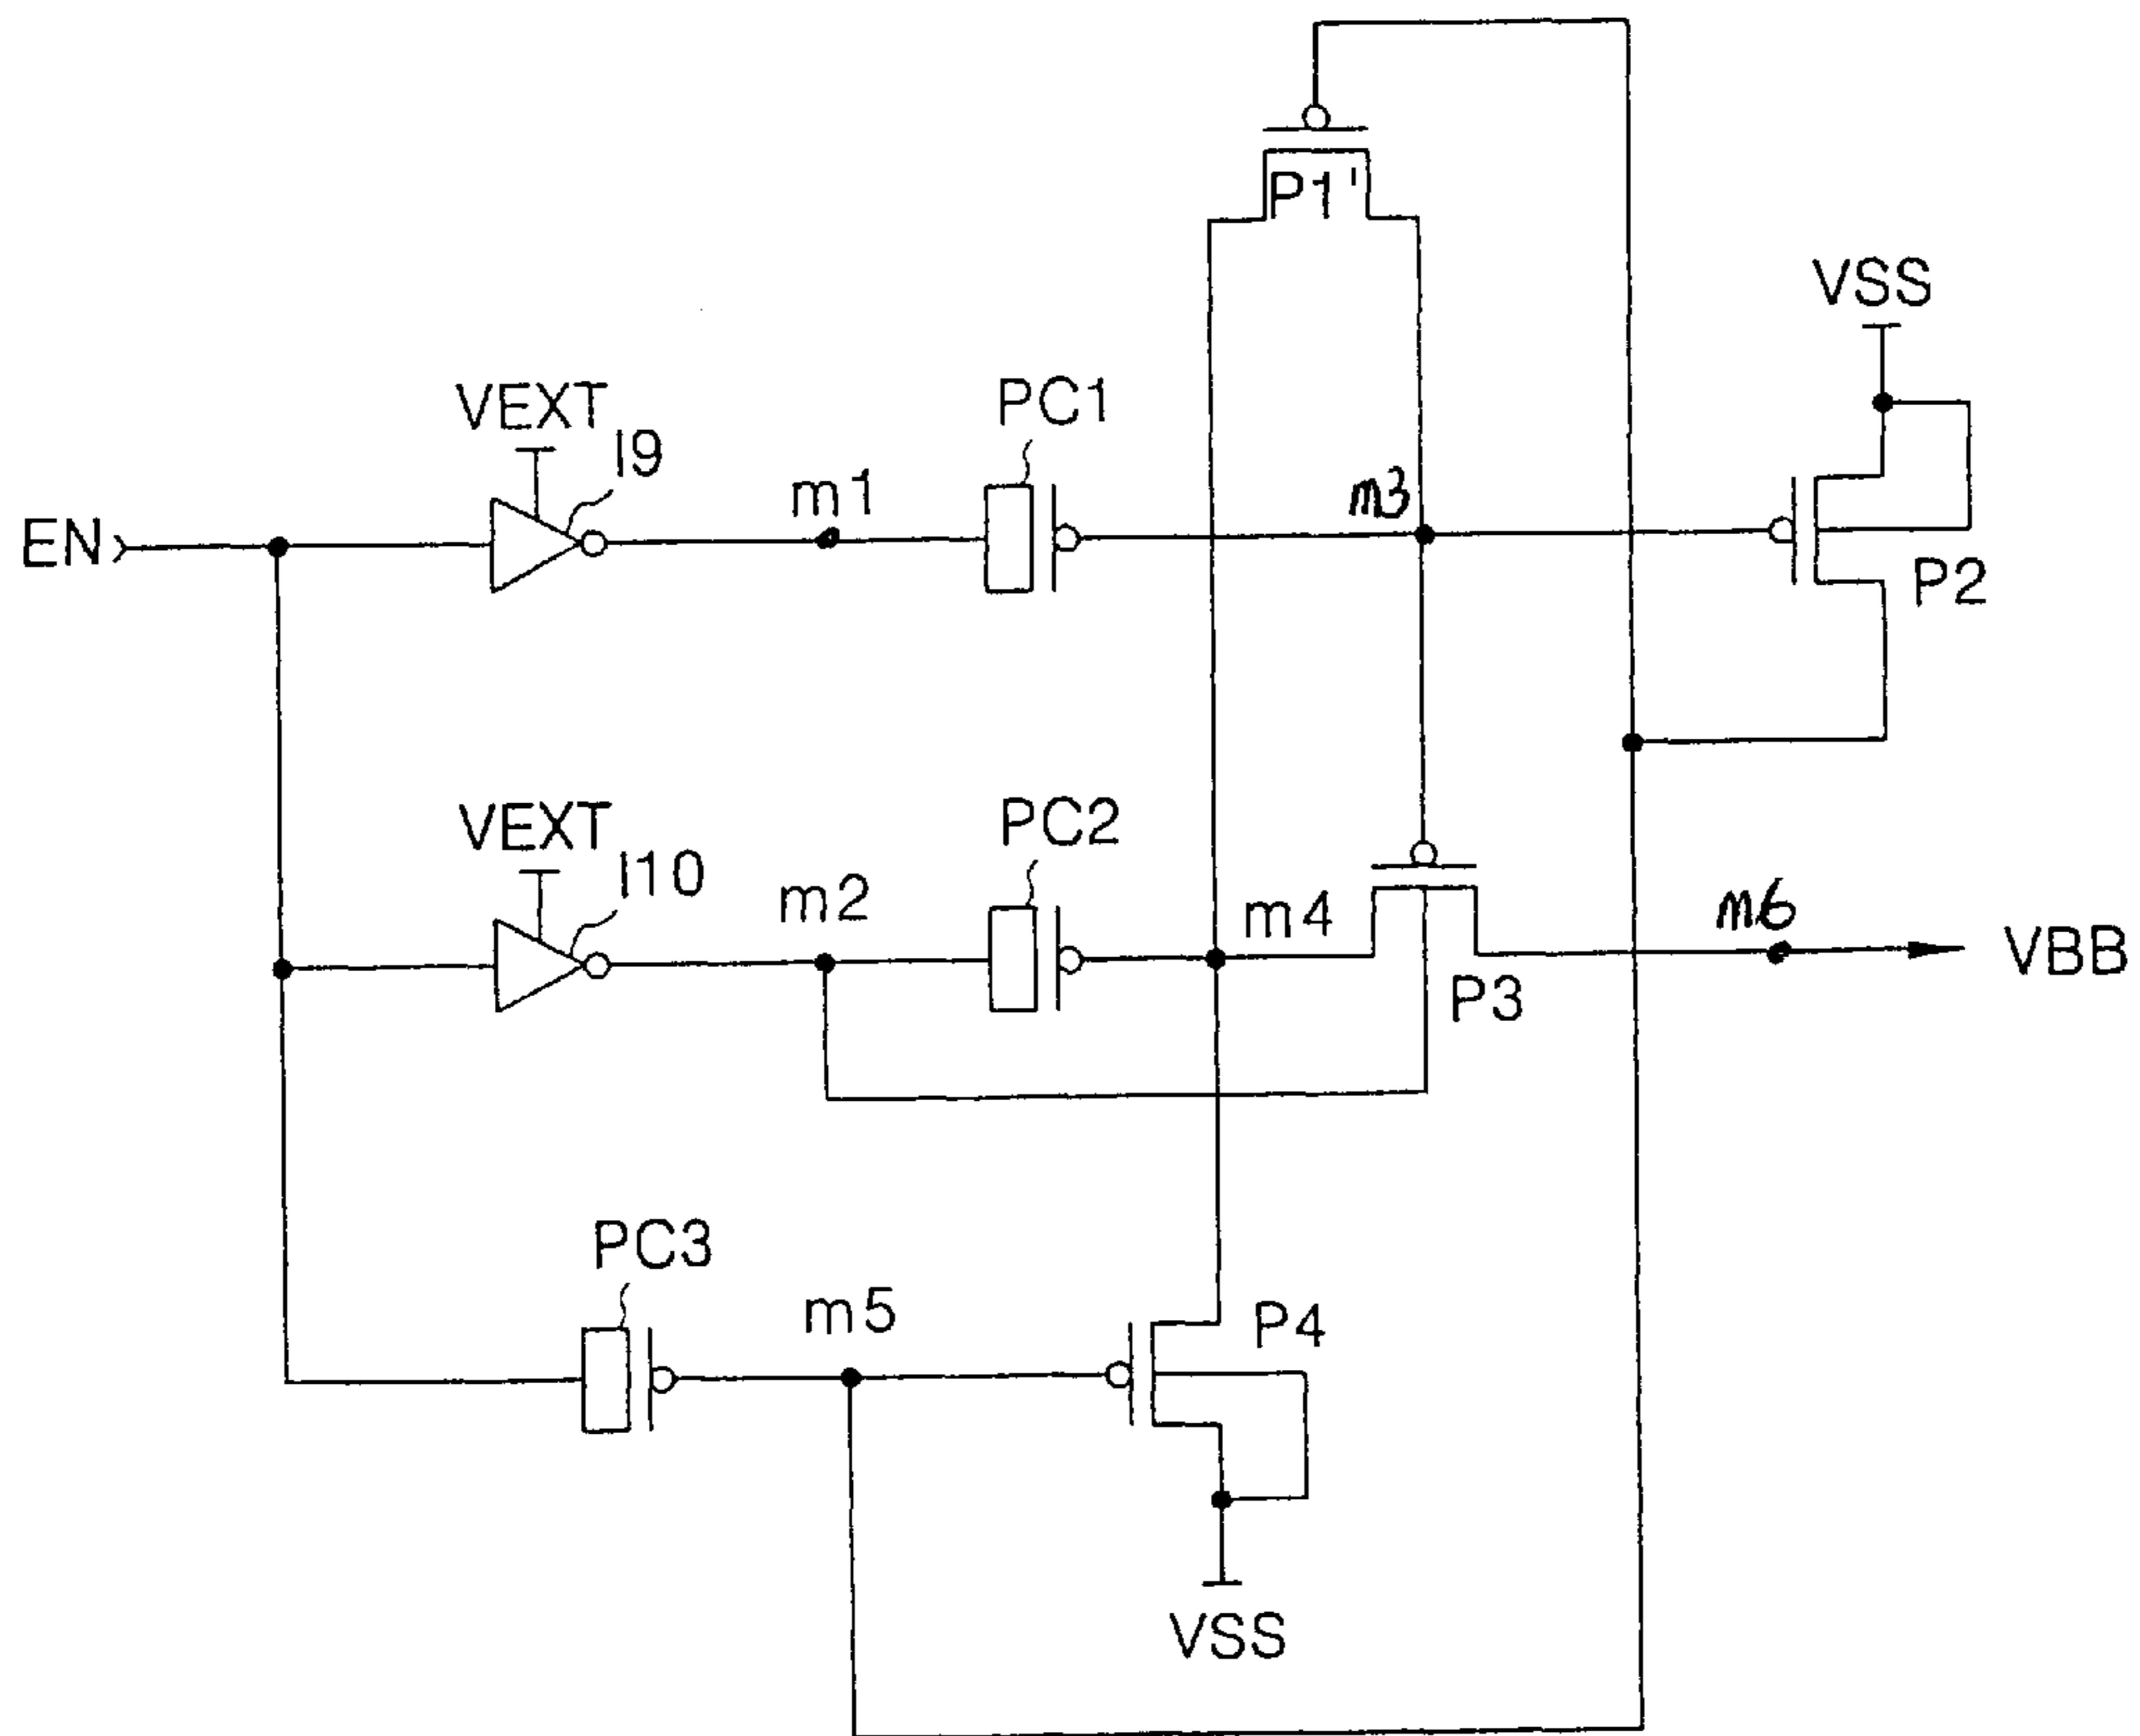 P1'
VSS
VEXT
I9
PC1
m1
m3
EN
P2
VEXT
I10
PC2
m2
m4
m6
VBB
P3
PC3
m5
P4
VSS